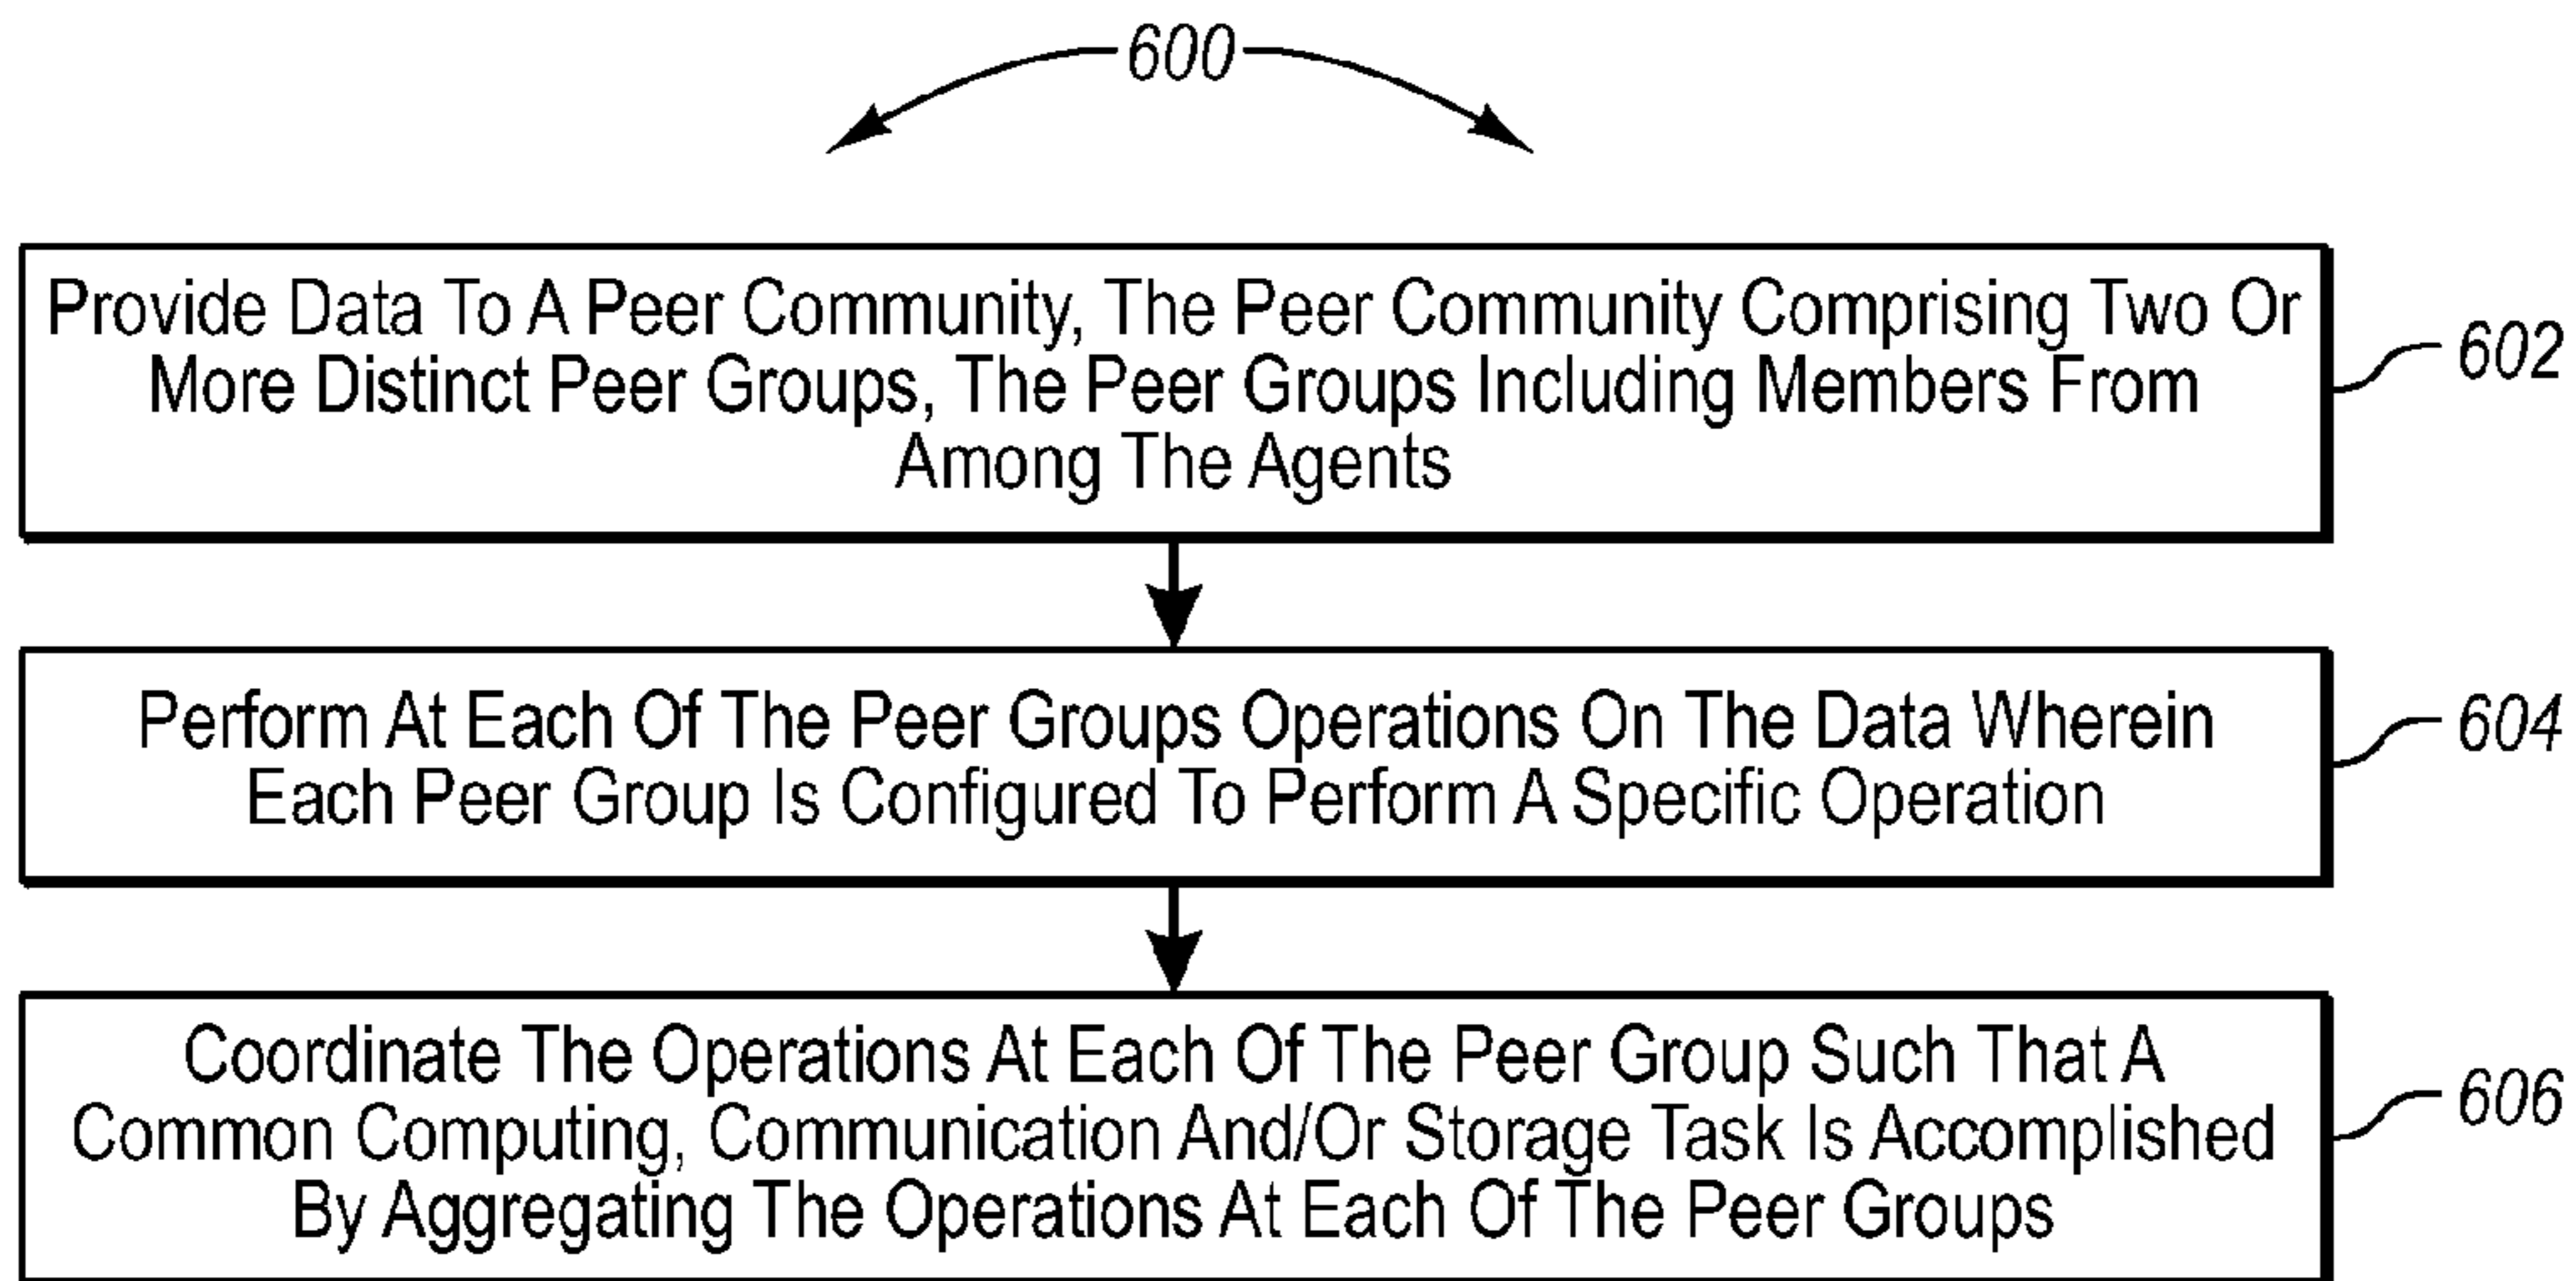 600
Provide Data To A Peer Community, The Peer Community Comprising Two Or
More Distinct Peer Groups, The Peer Groups Including Members From
Among The Agents
602
Perform At Each Of The Peer Groups Operations On The Data Wherein
Each Peer Group Is Configured To Perform A Specific Operation
604
Coordinate The Operations At Each Of The Peer Group Such That A
Common Computing, Communication And/Or Storage Task Is Accomplished
By Aggregating The Operations At Each Of The Peer Groups
606